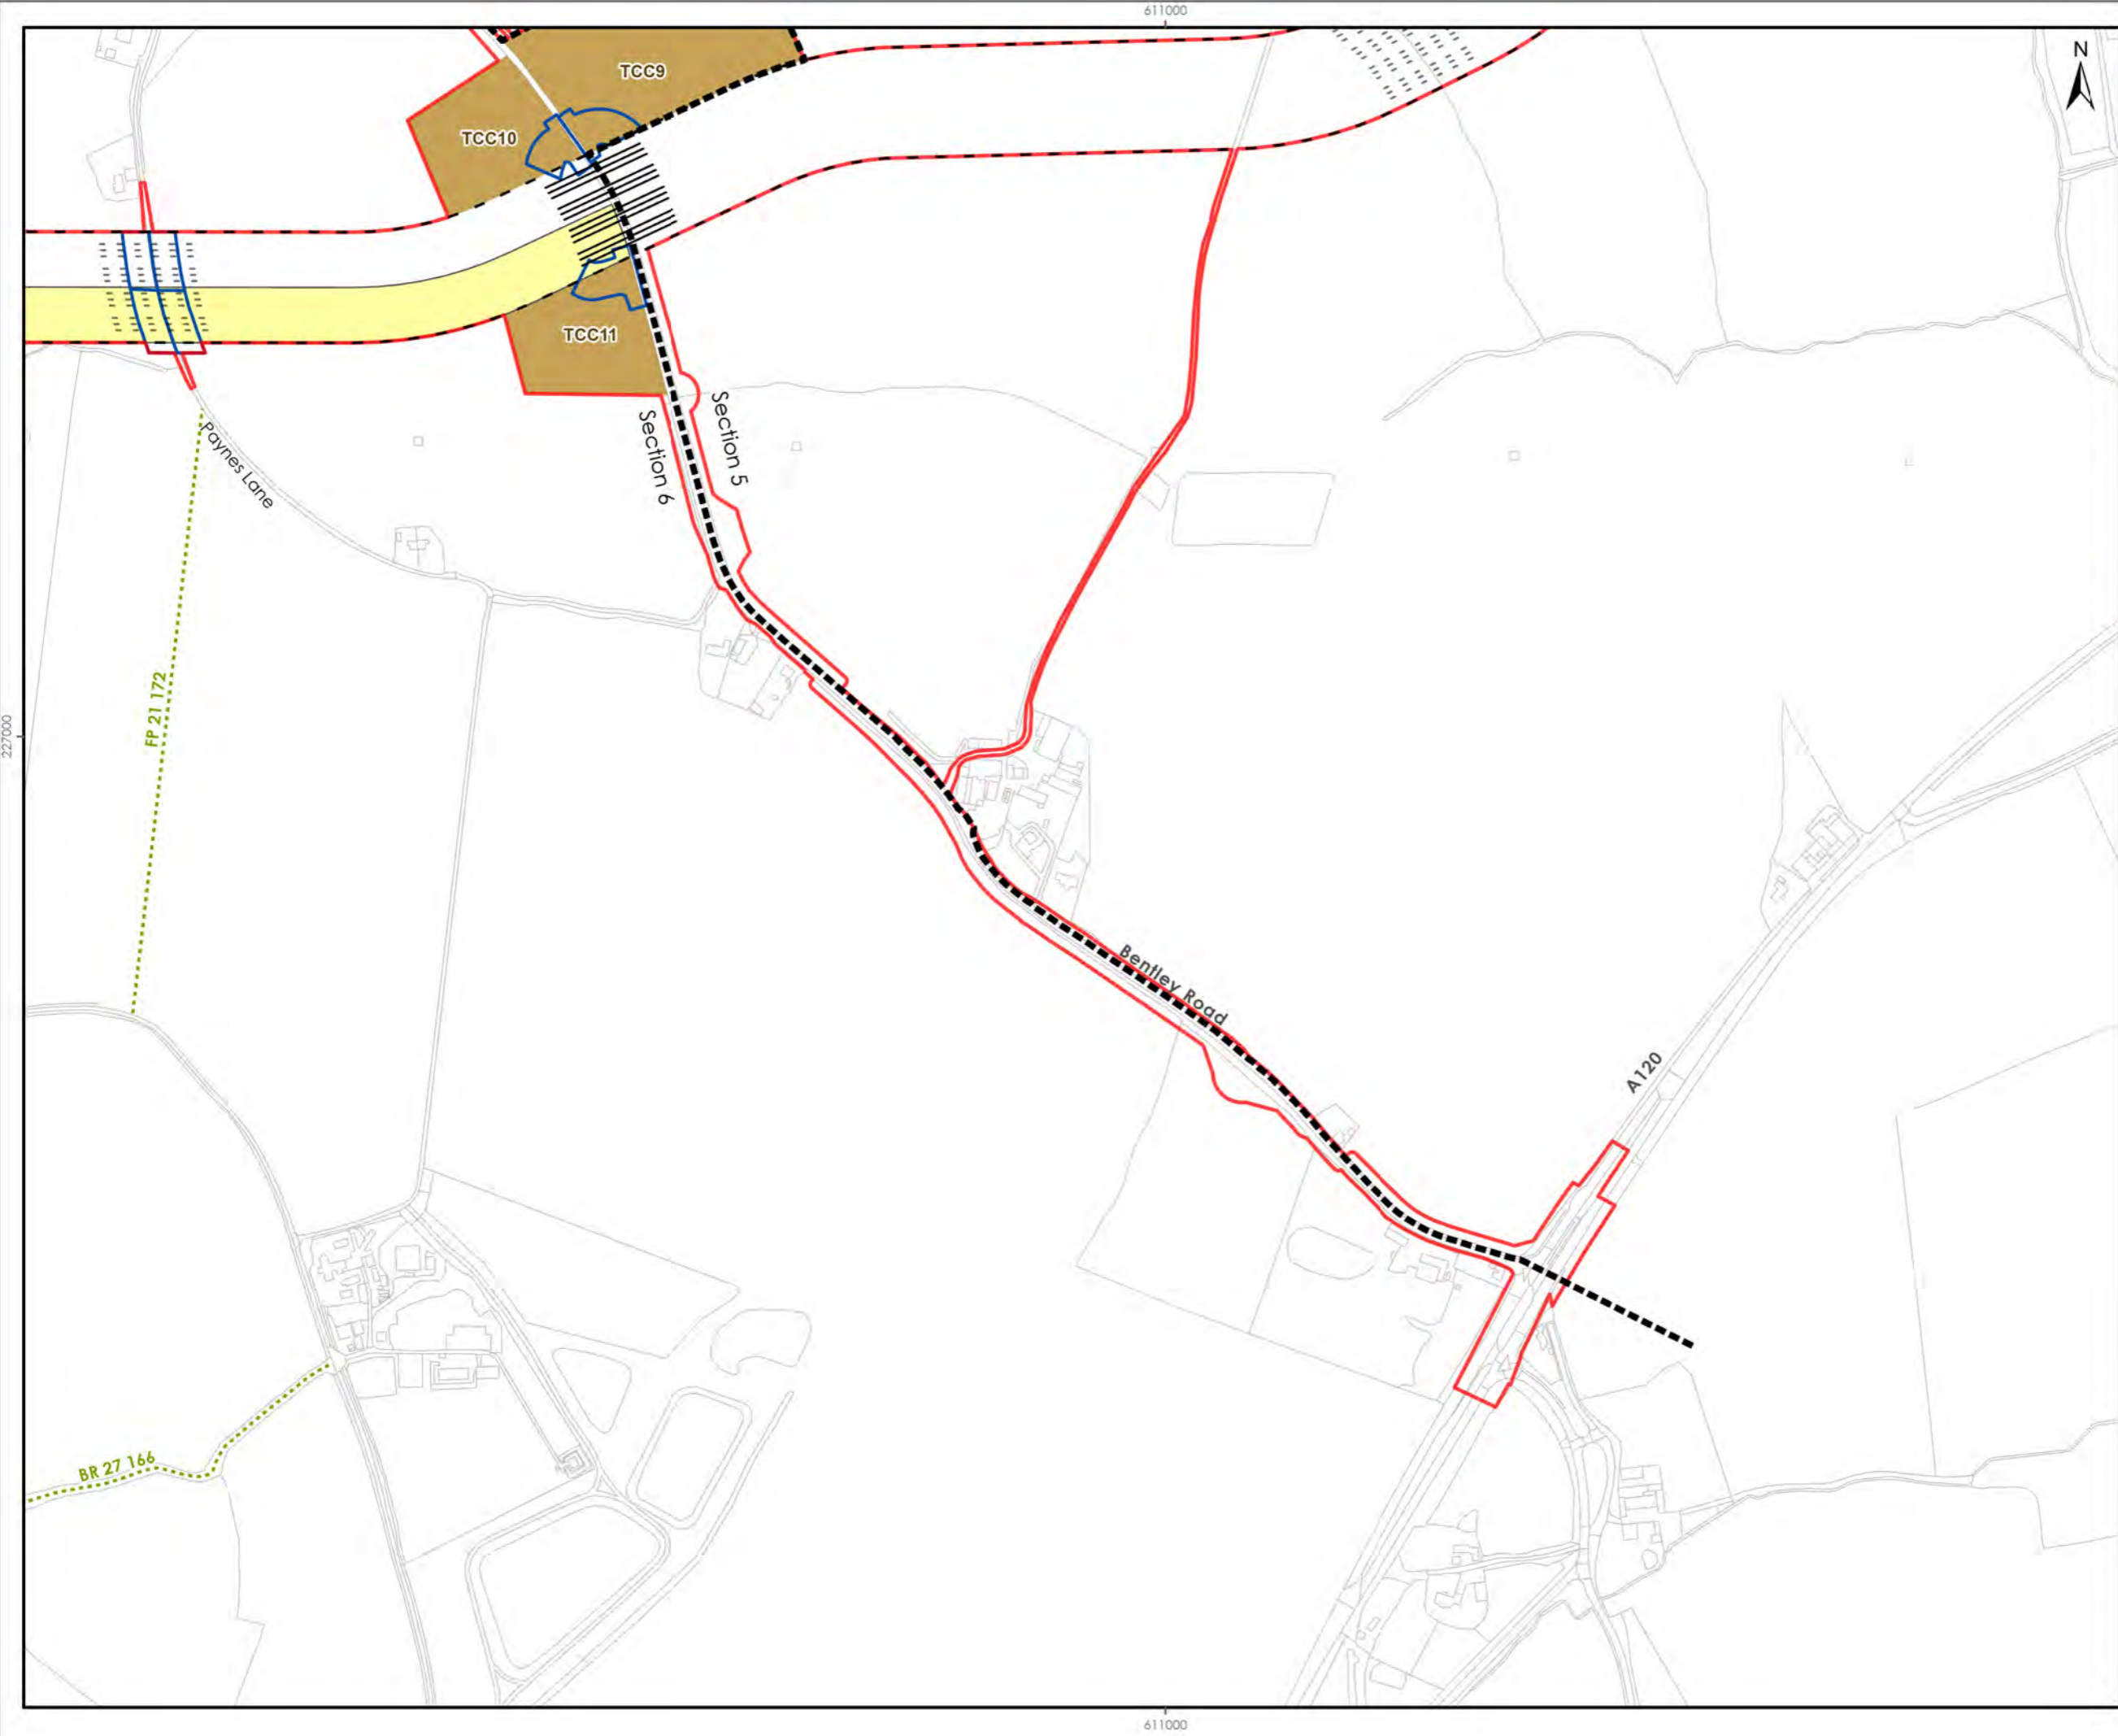 611000
N
TCC9
TCC10
TCC11
Section 5
Section 6
Paynes Lane
FP 21 172
227000
Bentley Road
A120
BR 27 166
611000